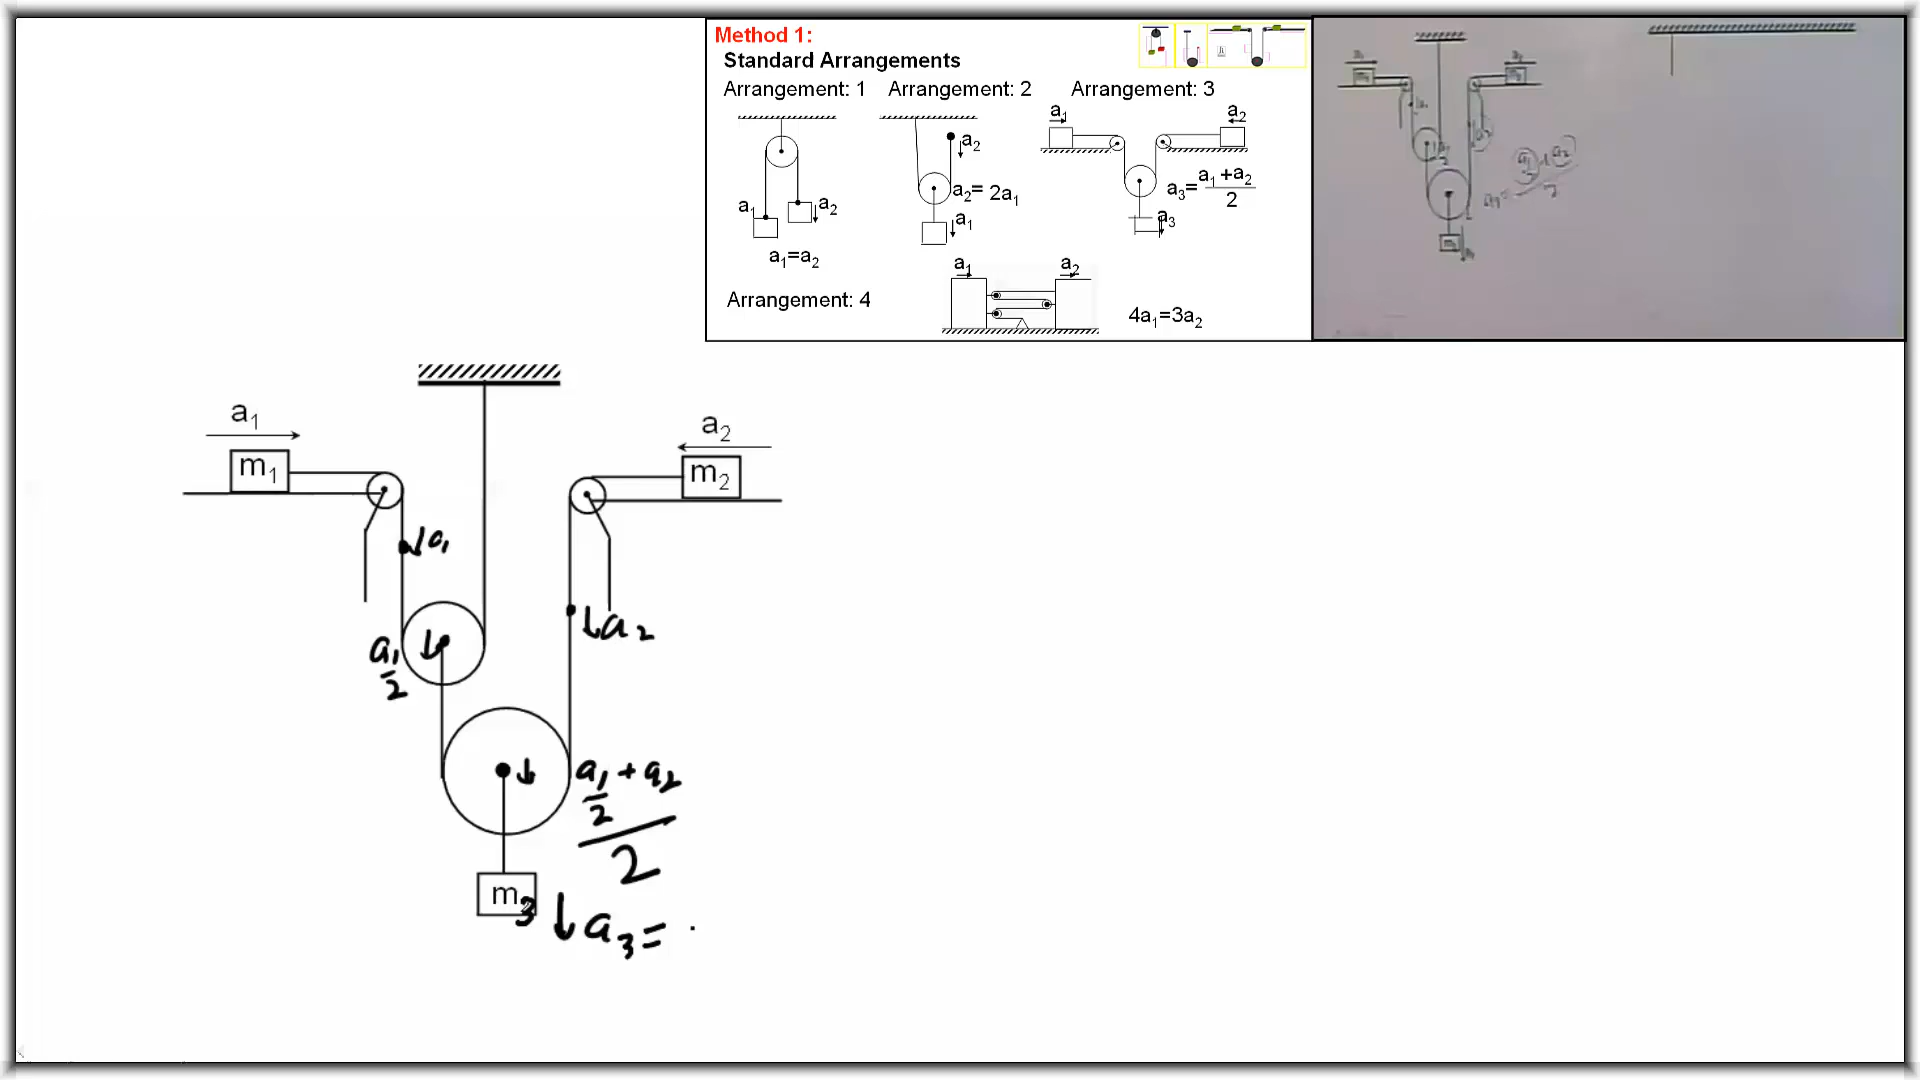 Method 1:
Standard Arrangements
Arrangement: 1 Arrangement: 2 Arrangement: 3
a1 a2
a2
a2= 2a1
a3= a1 +a2 / 2
a1 a2
a1
a3
a1=a2
a1 a2
Arrangement: 4
4a1=3a2
a1
a2
m1
m2
a1
a2
a1/2
a1/2 + a2
2
m3
a3=